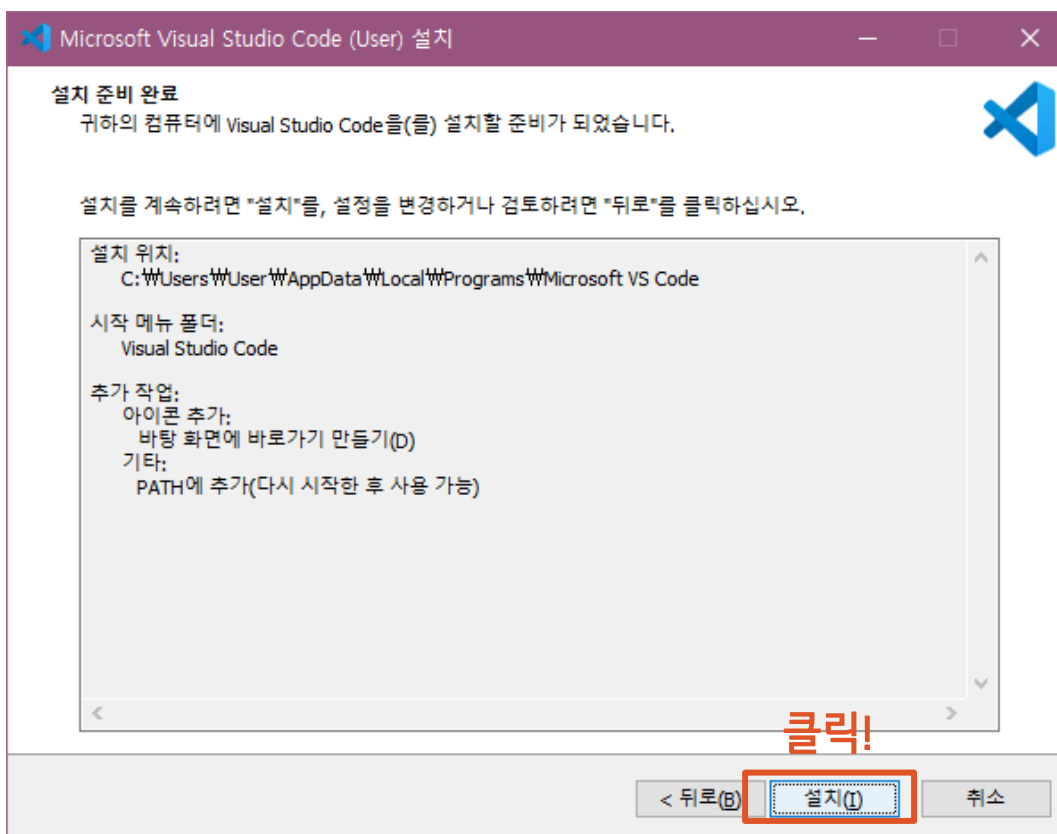 Microsoft Visual Studio Code (User) 설치
설치 준비 완료
귀하의 컴퓨터에 Visual Studio Code을(를) 설치할 준비가 되었습니다.
설치를 계속하려면 "설치"를, 설정을 변경하거나 검토하려면 "뒤로"를 클릭하십시오.
설치 위치:
C:₩Users₩User₩AppData₩Local₩Programs₩Microsoft VS Code
시작 메뉴 폴더:
Visual Studio Code
추가 작업:
아이콘 추가:
바탕 화면에 바로가기 만들기(D)
기타:
PATH에 추가(다시 시작한 후 사용 가능)
클릭!
< 뒤로(B) 설치(I) 취소